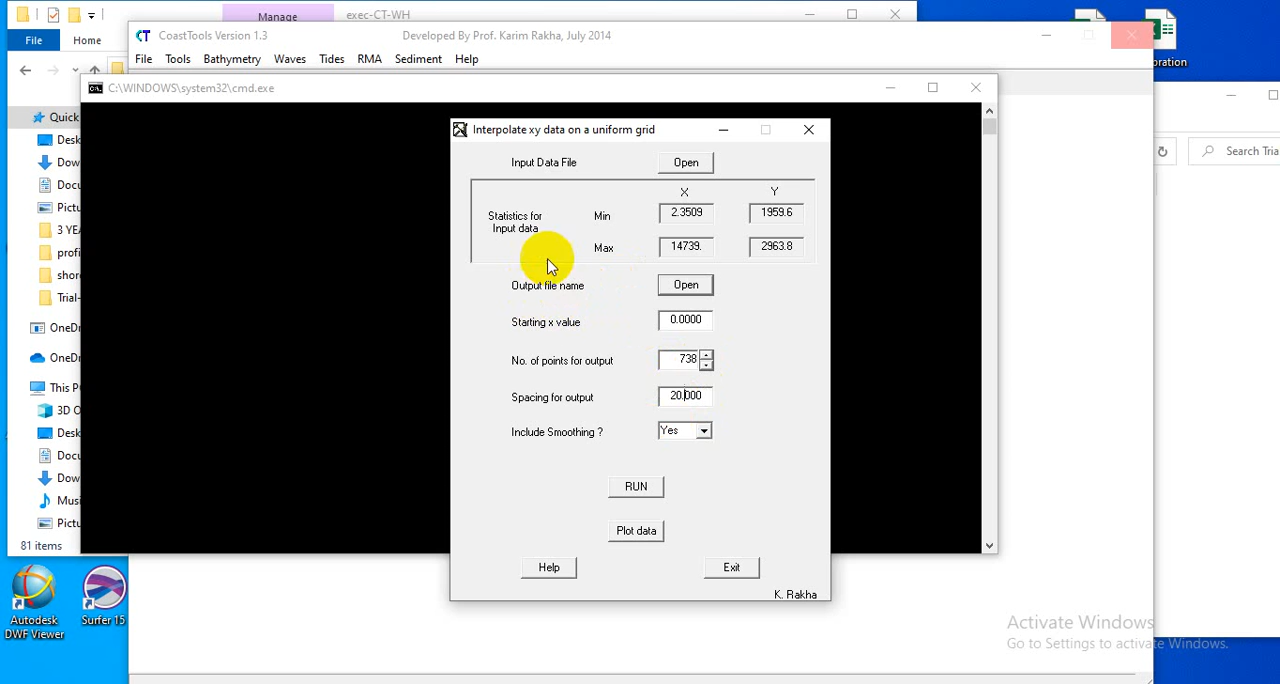 Manage
exec-CT-WH
File
Home
CT CoastTools Version 1.3
Developed By Prof. Karim Rakha, July 2014
File Tools Bathymetry Waves Tides RMA Sediment Help
C:\WINDOWS\system32\cmd.exe
Quick
Desk
Dow
Docu
Pictu
3 YEA
profi
shore
Trial-
OneDr
OneDr
This PC
3D O
Desk
Docu
Dow
Musi
Pictu
81 items
Interpolate xy data on a uniform grid
Input Data File
Open
X
Y
Statistics for
Input data
Min
2.3509
1959.6
Max
14739.
2963.8
Output file name
Open
Starting x value
0.0000
No. of points for output
738
Spacing for output
20.000
Include Smoothing ?
Yes
RUN
Plot data
Help
Exit
K. Rakha
oration
Search Tria
Autodesk
DWF Viewer
Surfer 15
Activate Windows
Go to Settings to activate Windows.